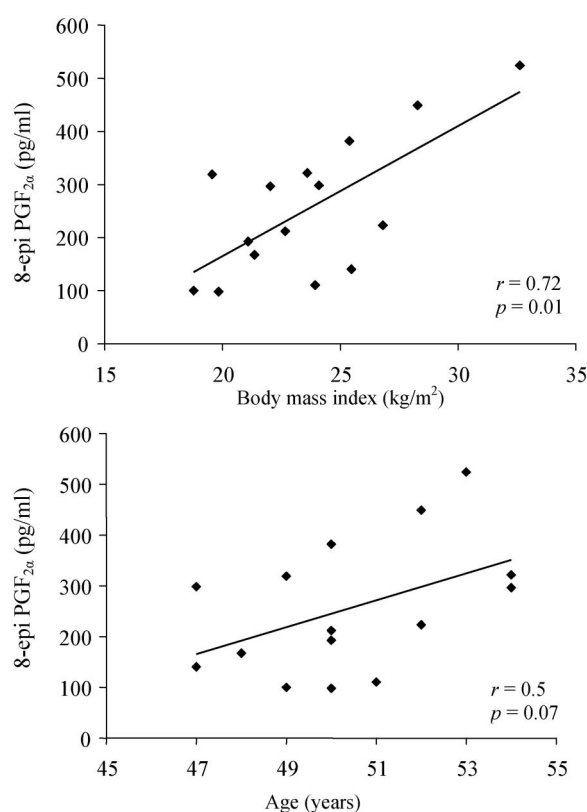 600
500
400
300
200
100
0
8-epi PGF2α (pg/ml)
r = 0.72
p = 0.01
15 20 25 30 35
Body mass index (kg/m²)
600
500
400
300
200
100
00
8-epi PGF2α (pg/ml)
r = 0.5
p = 0.07
45 47 49 51 53 55
Age (years)